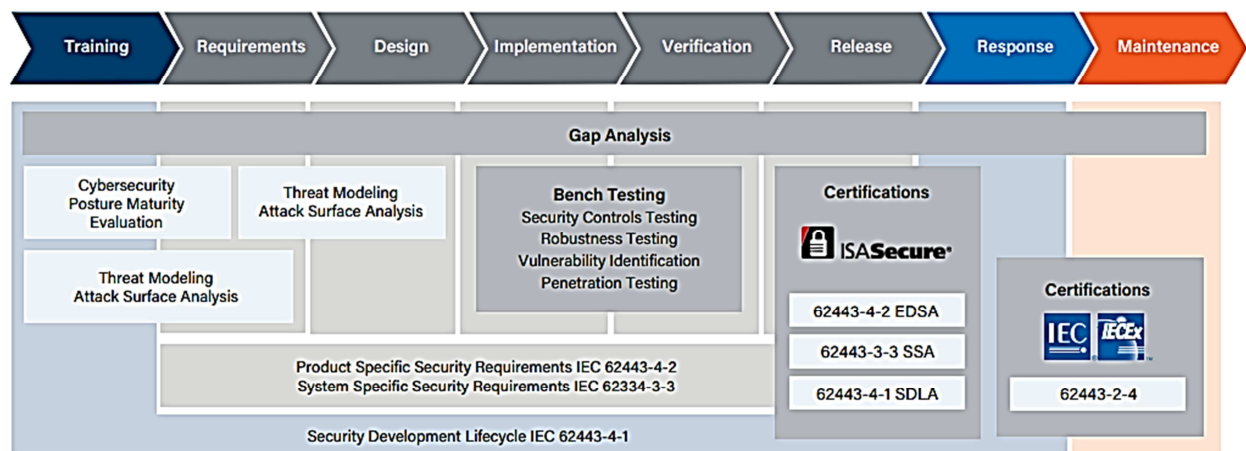 Training
Requirements
Design
Implementation
Verification
Release
Response
Maintenance
Gap Analysis
Cybersecurity
Posture Maturity
Evaluation
Threat Modeling
Attack Surface Analysis
Threat Modeling
Attack Surface Analysis
Bench Testing
Security Controls Testing
Robustness Testing
Vulnerability Identification
Penetration Testing
Certifications
ISASecure®
62443-4-2 EDSA
62443-3-3 SSA
62443-4-1 SDLA
Certifications
IEC
IECEx
62443-2-4
Product Specific Security Requirements IEC 62443-4-2
System Specific Security Requirements IEC 62334-3-3
Security Development Lifecycle IEC 62443-4-1